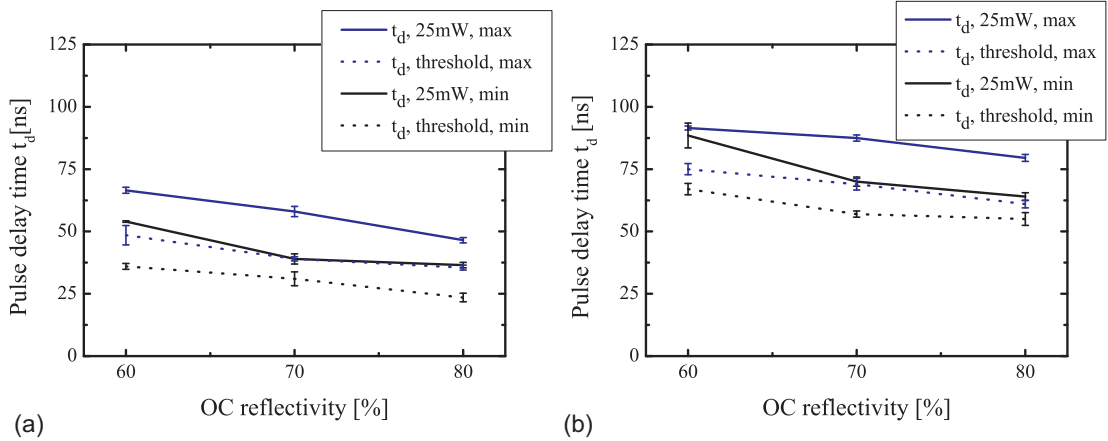 t_d, 25mW, max
t_d, threshold, max
t_d, 25mW, min
t_d, threshold, min
125
100
75
50
25
0
Pulse delay time t_d[ns]
60
70
80
OC reflectivity [%]
(a)
t_d, 25mW, max
t_d, threshold, max
t_d, 25mW, min
t_d, threshold, min
125
100
75
50
25
0
Pulse delay time t_d [ns]
60
70
80
OC reflectivity [%]
(b)